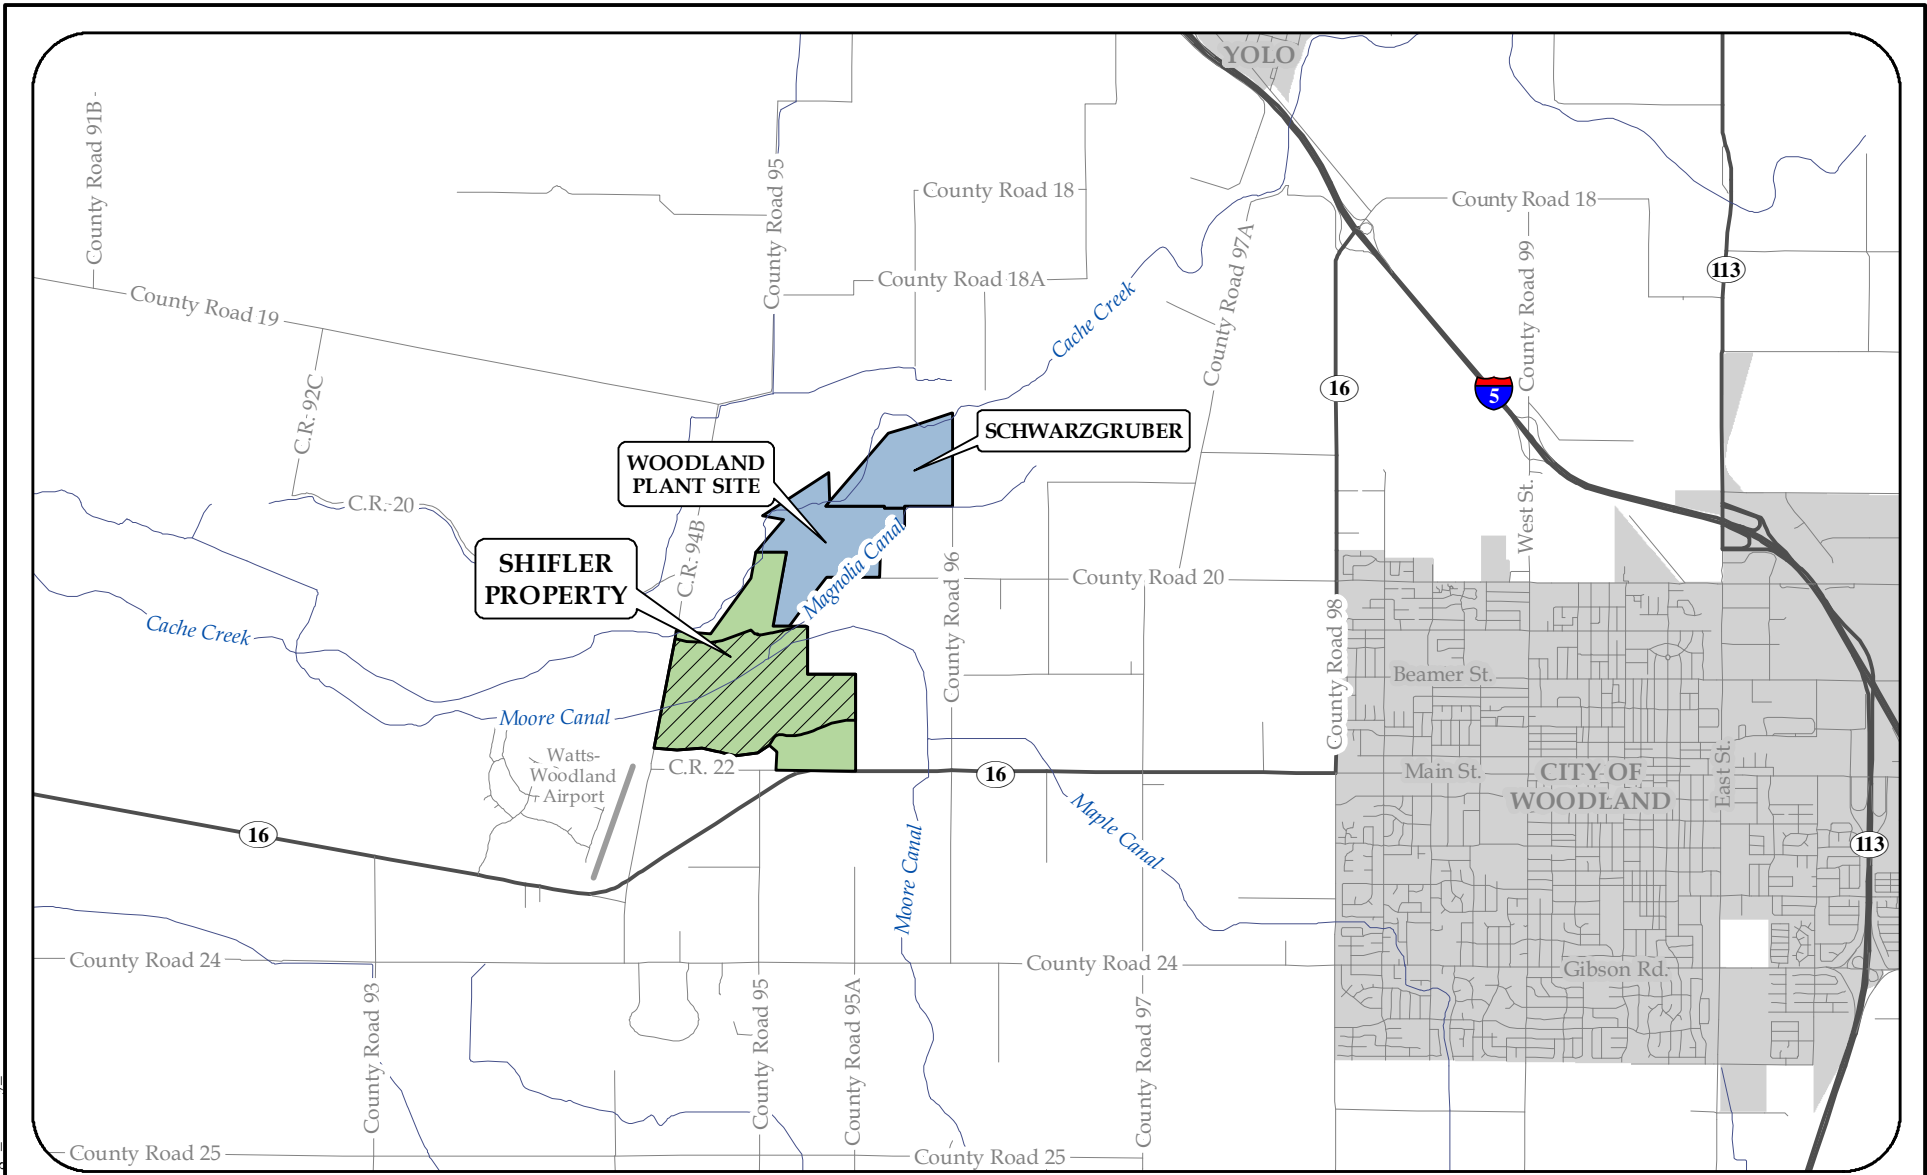 YOLO
County Road 91B
County Road 95
County Road 18
County Road 18
County Road 97A
County Road 99
113
County Road 18A
County Road 19
Cache Creek
C.R. 92C
16
5
SCHWARZGRUBER
WOODLAND
PLANT SITE
C.R. 20
West St.
C.R. 94B
Magnolia Canal
SHIFLER
PROPERTY
County Road 96
County Road 20
Cache Creek
County Road 98
Beamer St.
Moore Canal
Watts-
Woodland
Airport
C.R. 22
16
Main St.
CITY OF
WOODLAND
East St.
16
Maple Canal
Moore Canal
113
County Road 24
County Road 24
Gibson Rd.
County Road 93
County Road 95
County Road 95A
County Road 97
County Road 25
County Road 25